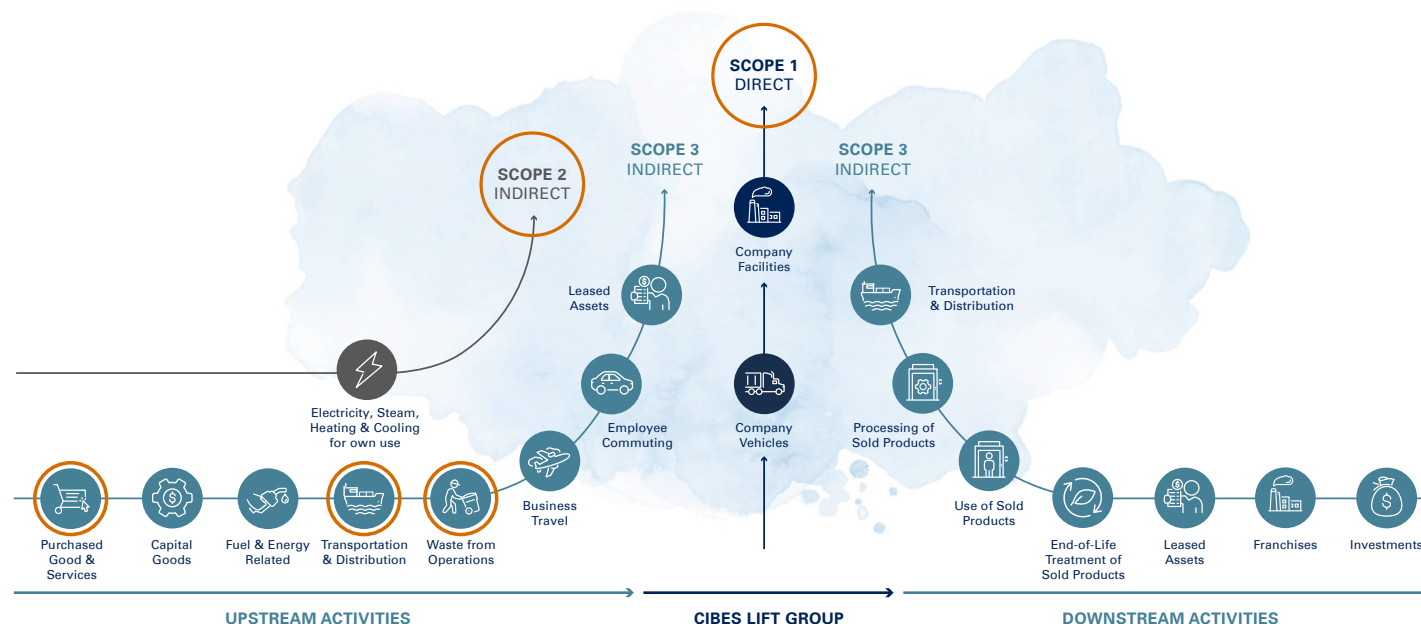 SCOPE 1
DIRECT
SCOPE 2
INDIRECT
SCOPE 3
INDIRECT
SCOPE 3
INDIRECT
Company
Facilities
Leased
Assets
Transportation
& Distribution
Electricity, Steam,
Heating & Cooling
for own use
Employee
Commuting
Company
Vehicles
Processing of
Sold Products
Business
Travel
Use of Sold
Products
Purchased
Good &
Services
Capital
Goods
Fuel & Energy
Related
Transportation
& Distribution
Waste from
Operations
End-of-Life
Treatment of
Sold Products
Leased
Assets
Franchises
Investments
UPSTREAM ACTIVITIES
CIBES LIFT GROUP
DOWNSTREAM ACTIVITIES